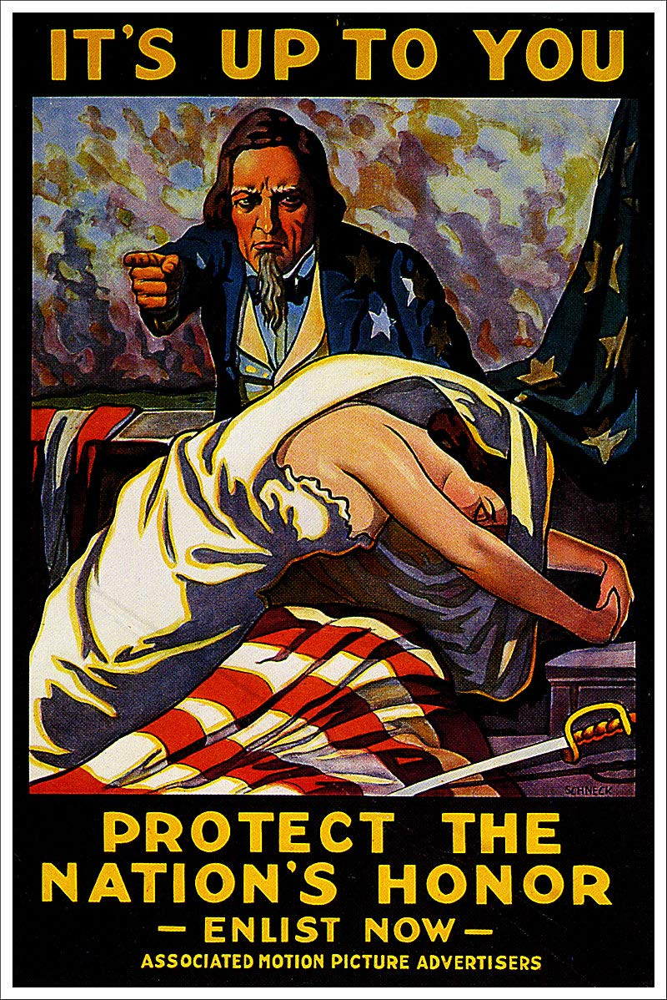 IT'S UP TO YOU
SCHNECK
PROTECT THE
NATION'S HONOR
— ENLIST NOW —
ASSOCIATED MOTION PICTURE ADVERTISERS